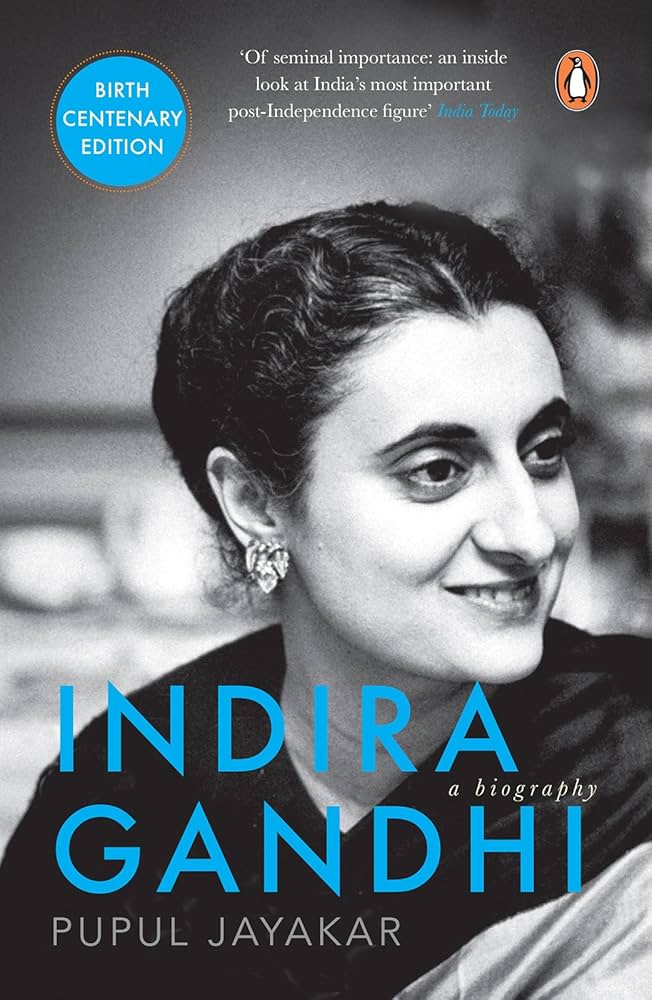 BIRTH
CENTENARY
EDITION
‘Of seminal importance: an inside
look at India’s most important
post-Independence figure’ India Today
INDIRA
a biography
GANDHI
PUPUL JAYAKAR